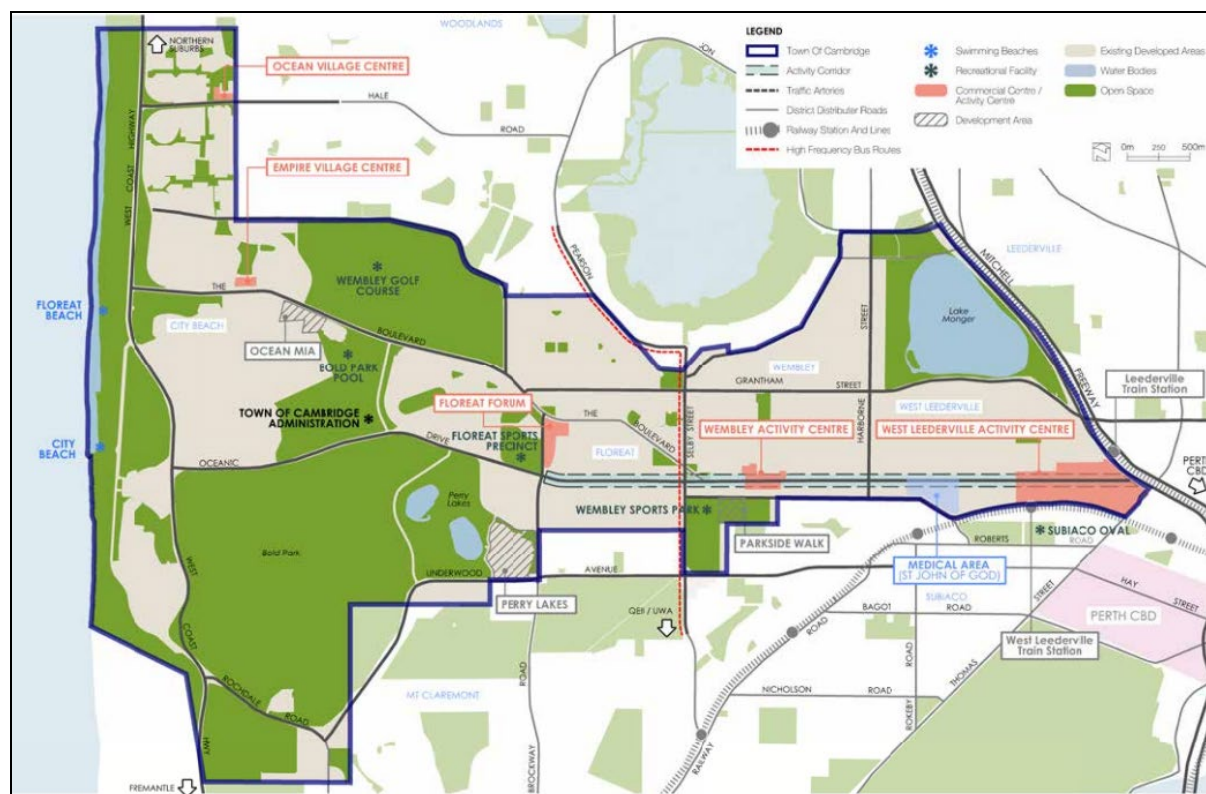 WOODLANDS
NORTHERN
SUBURBS
OCEAN VILLAGE CENTRE
HALE
ROAD
JON
LEGEND
Town Of Cambridge
Activity Corridor
Traffic Arteries
District Distributer Roads
Railway Station And Lines
High Frequency Bus Routes
Swimming Beaches
Recreational Facility
Commercial Centre /
Activity Centre
Development Area
Existing Developed Areas
Water Bodies
Open Space
0m 250 500m
WEST COAST HIGHWAY
EMPIRE VILLAGE CENTRE
PEARSON
MITCHELL
FREEWAY
LEEDERVILLE
THE
BOULEVARD
WEMBLEY GOLF
COURSE
FLOREAT
BEACH
CITY BEACH
OCEAN MIA
BOLD PARK
POOL
STREET
Lake
Monger
WEMBLEY
GRANTHAM
STREET
Leederville
Train Station
TOWN OF CAMBRIDGE
ADMINISTRATION
FLOREAT FORUM
THE
BOULEVARD
SELBY STREET
HARBORNE
WEST LEEDERVILLE
WEMBLEY ACTIVITY CENTRE
WEST LEEDERVILLE ACTIVITY CENTRE
CITY
BEACH
OCEANIC
DRIVE
FLOREAT SPORTS
PRECINCT
FLOREAT
PERTH
CBD
Perry
Lakes
WEMBLEY SPORTS PARK
PARKSIDE WALK
SUBIACO OVAL
ROBERTS
ROAD
Bold Park
UNDERWOOD
AVENUE
PERRY LAKES
MEDICAL AREA
(ST JOHN OF GOD)
SUBIACO
HAY
STREET
PERTH CBD
WEST
COAST
HWY
QEII / UWA
BAGOT
ROAD
STREET
THOMAS
West Leederville
Train Station
ROCHDALE
ROAD
MT CLAREMONT
ROAD
BROCKWAY
NICHOLSON
ROAD
ROAD
ROKEBY
ROAD
RAILWAY
FREMANTLE